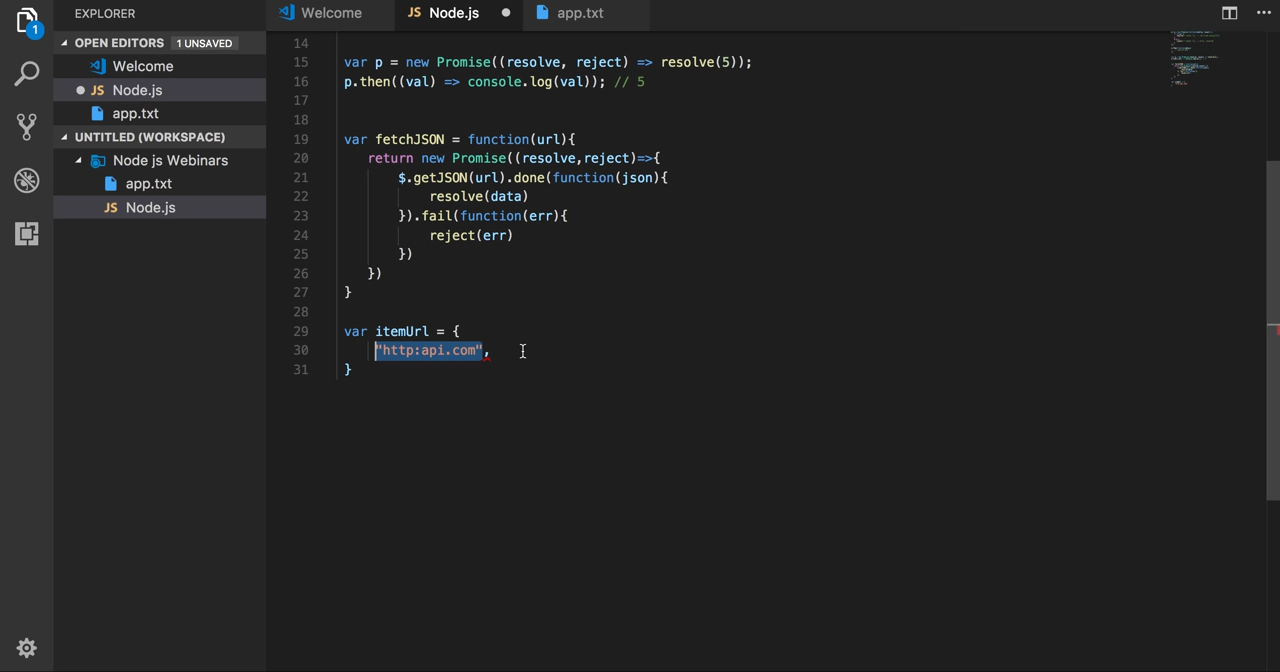 EXPLORER
OPEN EDITORS 1 UNSAVED
Welcome
JS Node.js
app.txt
UNTITLED (WORKSPACE)
Node js Webinars
app.txt
JS Node.js
1
Welcome JS Node.js app.txt
14
15 var p = new Promise((resolve, reject) => resolve(5));
16 p.then((val) => console.log(val)); // 5
17
18
19 var fetchJSON = function(url){
20 return new Promise((resolve,reject)=>{
21 $.getJSON(url).done(function(json){
22 resolve(data)
23 }).fail(function(err){
24 reject(err)
25 })
26 })
27 }
28
29 var itemUrl = {
30 "http:api.com",
31 }